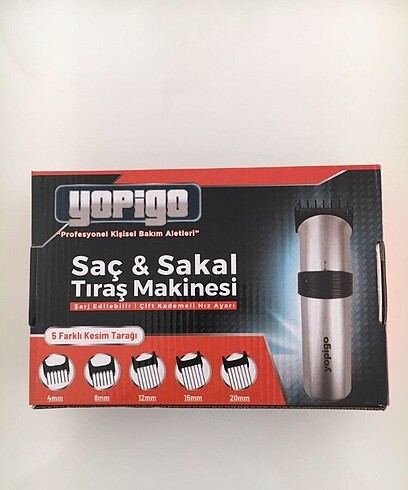 yopigo
"Profesyonel Kişisel Bakım Aletleri"
Saç & Sakal
Tıraş Makinesi
Şarj Edilebilir | Çift Kademeli Hız Ayarı
5 Farklı Kesim Tarağı
4mm 8mm 12mm 16mm 20mm
yopigo